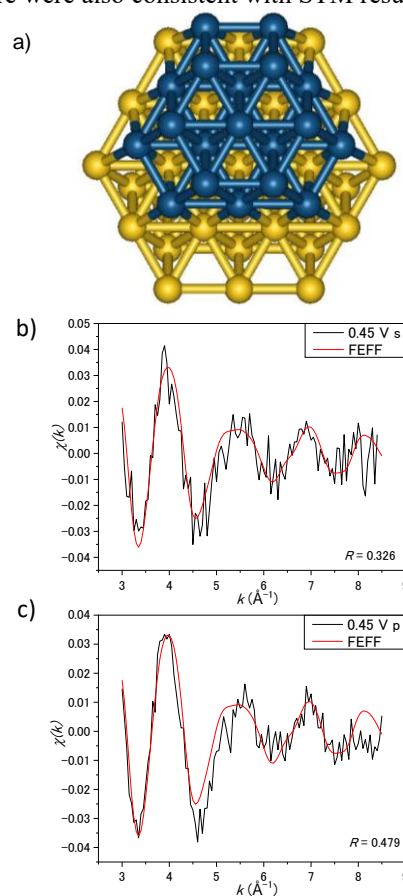 re were also consistent with STM resu
a)
b)
0.45 V s
FEFF
0.05
0.04
0.03
0.02
0.01
0.00
-0.01
-0.02
-0.03
-0.04
χ(k)
R = 0.326
3 4 5 6 7 8
k (Å⁻¹)
c)
0.45 V p
FEFF
0.04
0.03
0.02
0.01
0.00
-0.01
-0.02
-0.03
-0.04
χ(k)
R = 0.479
3 4 5 6 7 8
k (Å⁻¹)